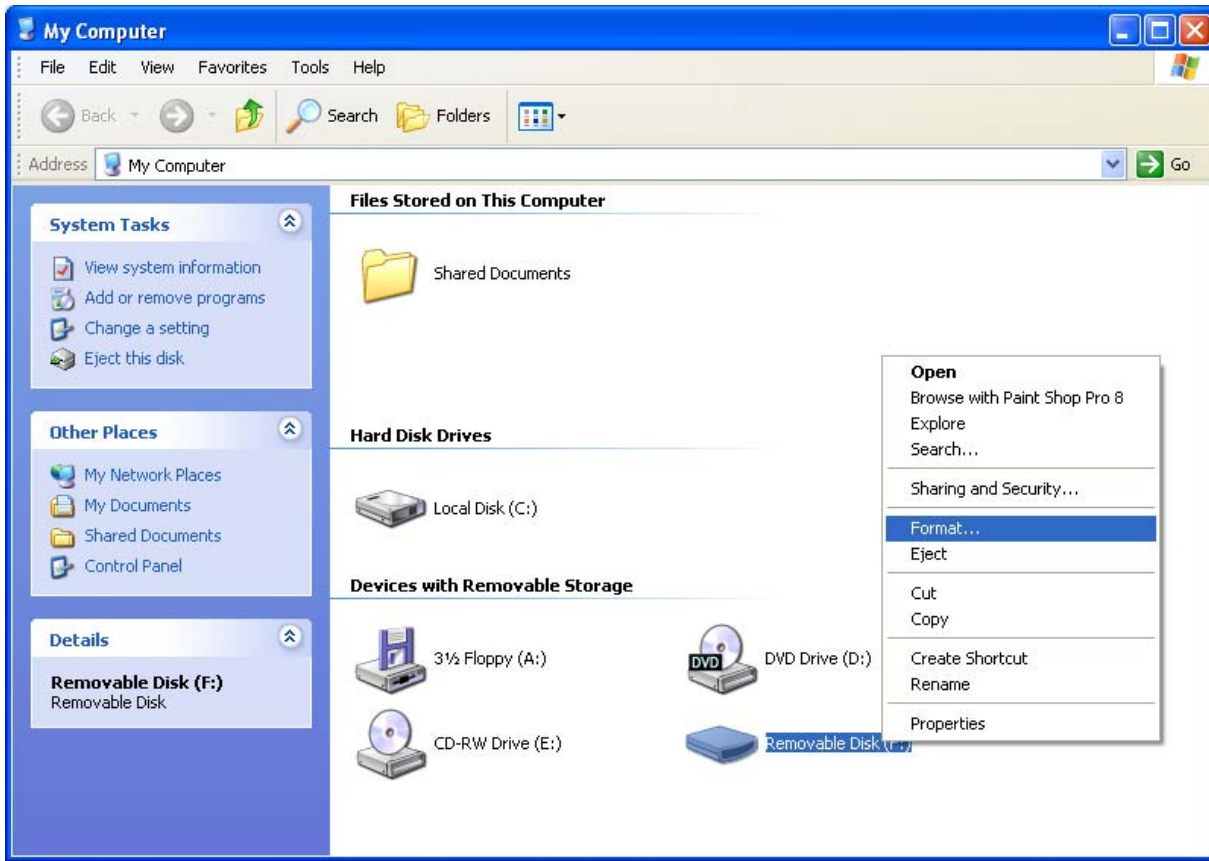 My Computer
File Edit View Favorites Tools Help
Back Search Folders
Address My Computer Go
System Tasks
View system information
Add or remove programs
Change a setting
Eject this disk
Other Places
My Network Places
My Documents
Shared Documents
Control Panel
Details
Removable Disk (F:)
Removable Disk
Files Stored on This Computer
Shared Documents
Hard Disk Drives
Local Disk (C:)
Devices with Removable Storage
3½ Floppy (A:)
DVD
DVD Drive (D:)
CD-RW Drive (E:)
Removable Disk (F:)
Open
Browse with Paint Shop Pro 8
Explore
Search...
Sharing and Security...
Format...
Eject
Cut
Copy
Create Shortcut
Rename
Properties